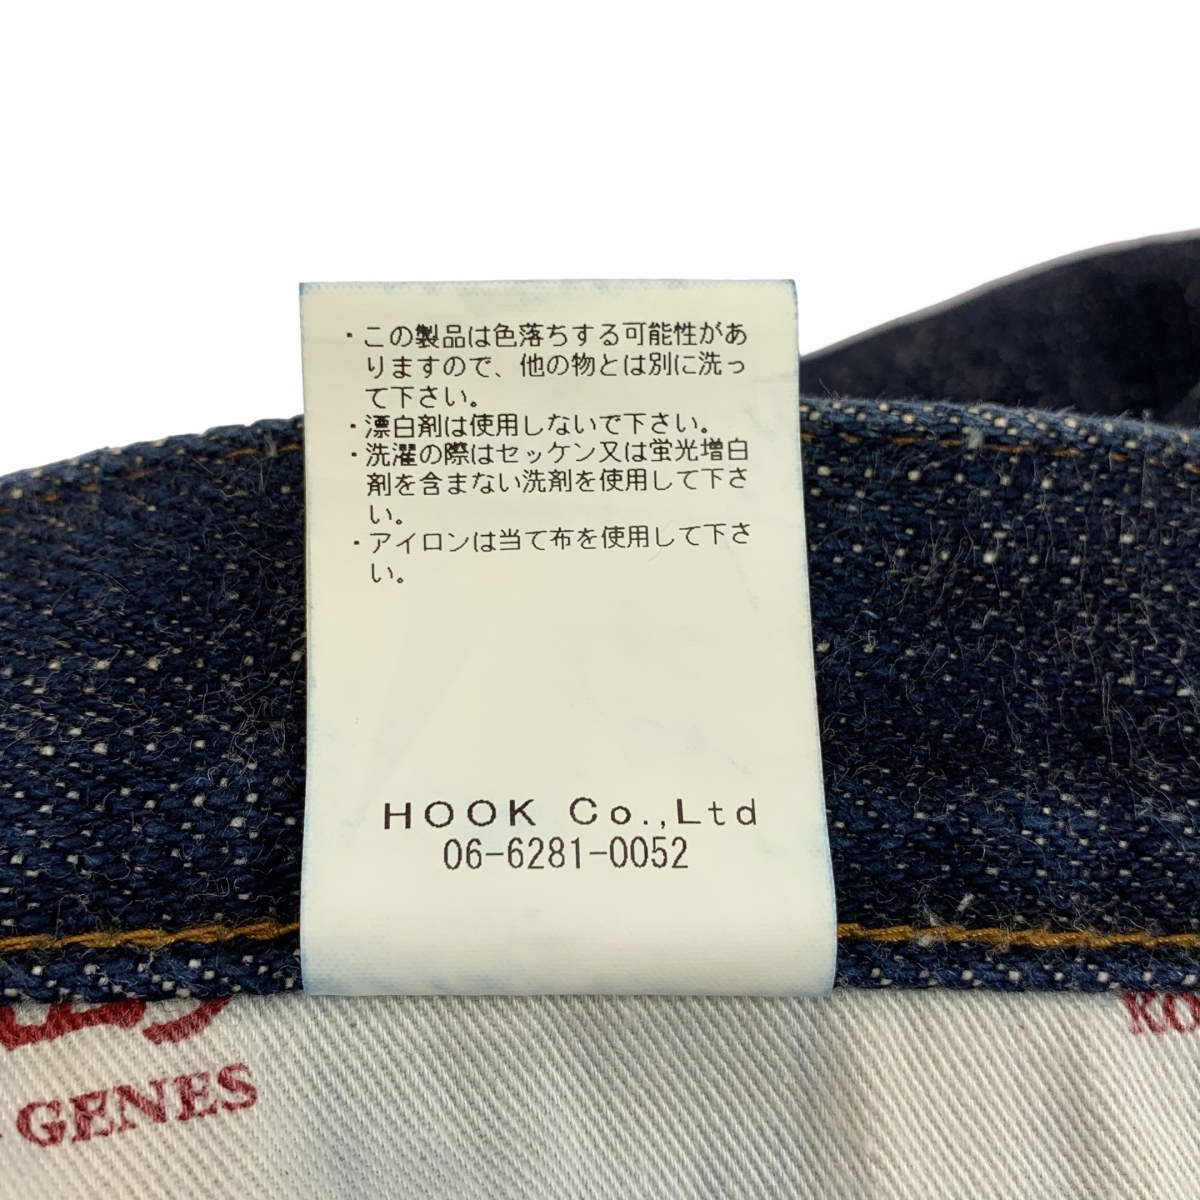 ・この製品は色落ちする可能性があ
りますので、他の物とは別に洗っ
て下さい。
・漂白剤は使用しないで下さい。
・洗濯の際はセッケン又は蛍光増白
剤を含まない洗剤を使用して下さ
い。
・アイロンは当て布を使用して下さ
い。
HOOK Co.,Ltd
06-6281-0052
GENES